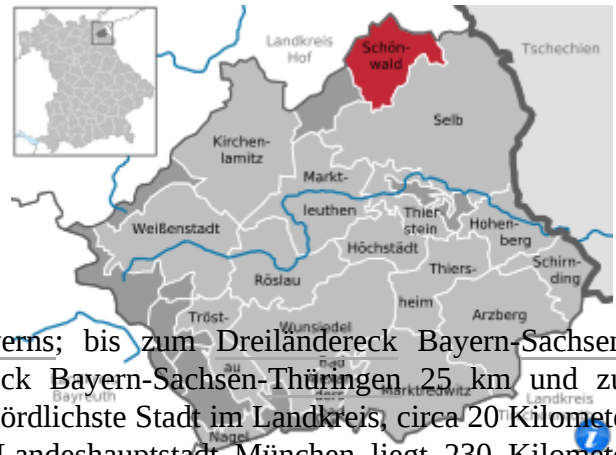 Landkreis
Hof
Schön-
wald
Tschechien
Selb
Kirchen-
lamitz
Markt-
leuthen
Thier
stein
Hohen-
berg
Weißenstadt
Höchstädt
Thiers-
heim
Schirn-
ding
Röslau
Arzberg
Tröst-
au
Wunsiedel
Marktredwitz
Nagel
Bayreuth
erns; bis zum Dreiländereck Bayern-Sachsen
ck Bayern-Sachsen-Thüringen 25 km und zu
ördlichste Stadt im Landkreis, circa 20 Kilomete
Landeshauptstadt München liegt 230 Kilomet